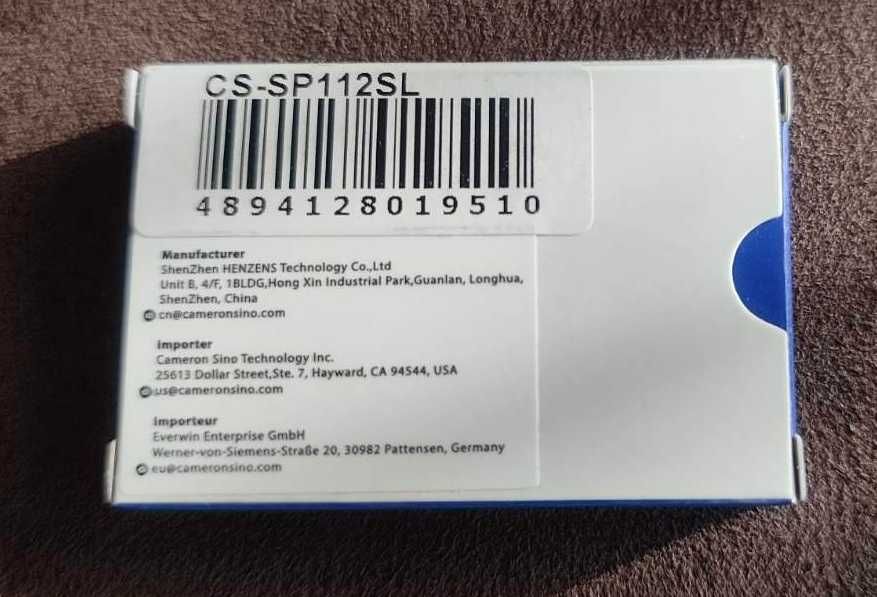 CS-SP112SL
4894128019510
Manufacturer
ShenZhen HENZENS Technology Co.,Ltd
Unit B, 4/F, 1BLDG,Hong Xin Industrial Park,Guanlan, Longhua,
ShenZhen, China
cn@cameronsino.com
Importer
Cameron Sino Technology Inc.
25613 Dollar Street,Ste. 7, Hayward, CA 94544, USA
us@cameronsino.com
Importeur
Everwin Enterprise GmbH
Werner-von-Siemens-Straße 20, 30982 Pattensen, Germany
eu@cameronsino.com